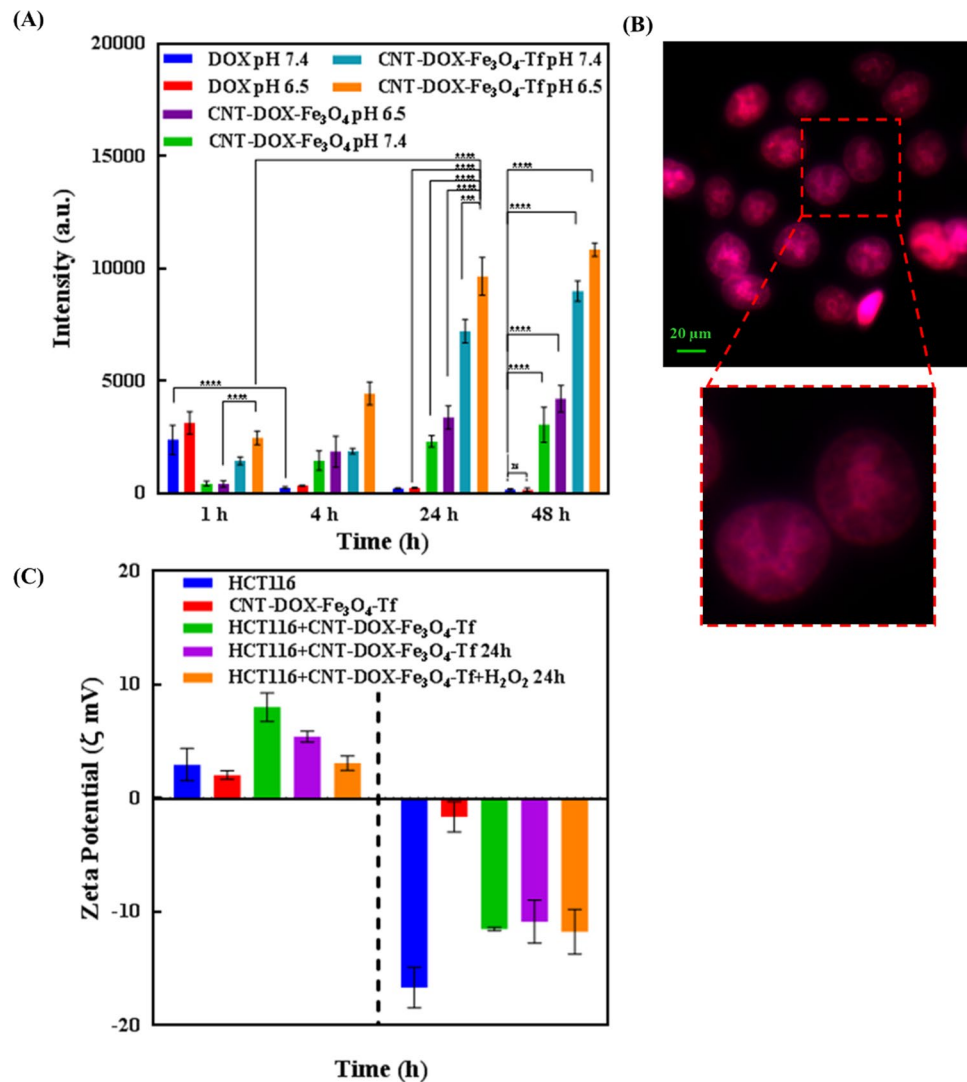 (A)
20000
15000
10000
5000
0
Intensity (a.u.)
DOX pH 7.4
DOX pH 6.5
CNT-DOX-Fe₃O₄ pH 6.5
CNT-DOX-Fe₃O₄ pH 7.4
CNT-DOX-Fe₃O₄-Tf pH 7.4
CNT-DOX-Fe₃O₄-Tf pH 6.5
****
****
****
****
****
****
***
****
****
****
****
1 h
4 h
24 h
48 h
Time (h)
(B)
20 µm
(C)
20
10
0
-10
-20
Zeta Potential (ζ mV)
HCT116
CNT-DOX-Fe₃O₄-Tf
HCT116+CNT-DOX-Fe₃O₄-Tf
HCT116+CNT-DOX-Fe₃O₄-Tf 24h
HCT116+CNT-DOX-Fe₃O₄-Tf+H₂O₂ 24h
Time (h)